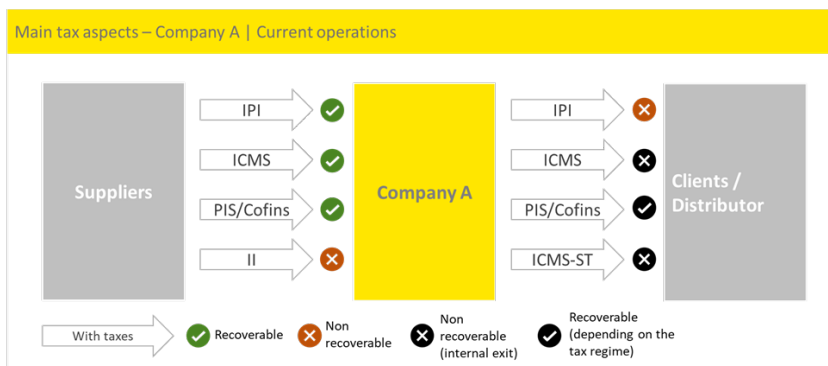 Main tax aspects – Company A | Current operations
Suppliers
IPI
ICMS
PIS/Cofins
II
Company A
IPI
ICMS
PIS/Cofins
ICMS-ST
Clients /
Distributor
With taxes
Recoverable
Non
recoverable
Non
recoverable
(internal exit)
Recoverable
(depending on the
tax regime)